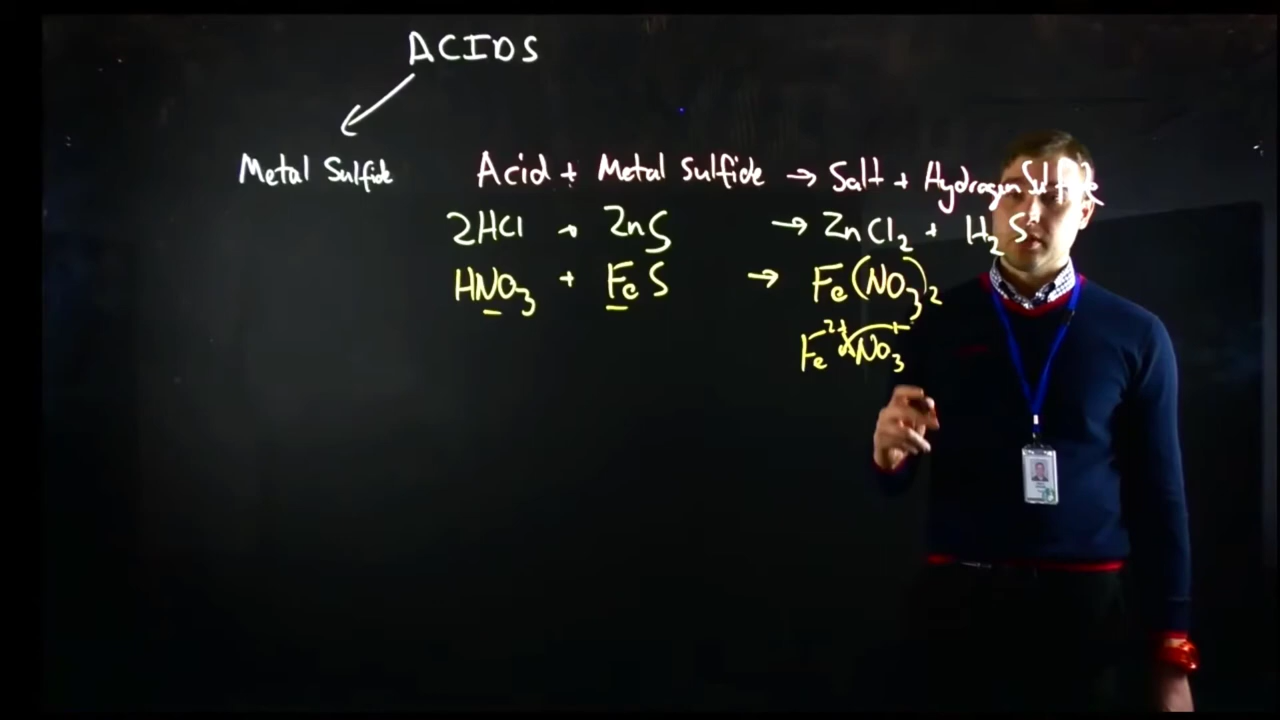 ACIDS
Metal Sulfide Acid + Metal Sulfide → Salt + Hydrogen Sulfide
2HCl + ZnS → ZnCl₂ + H₂S
HNO₃ + FeS → Fe(NO₃)₂
Fe²⁺ NO₃